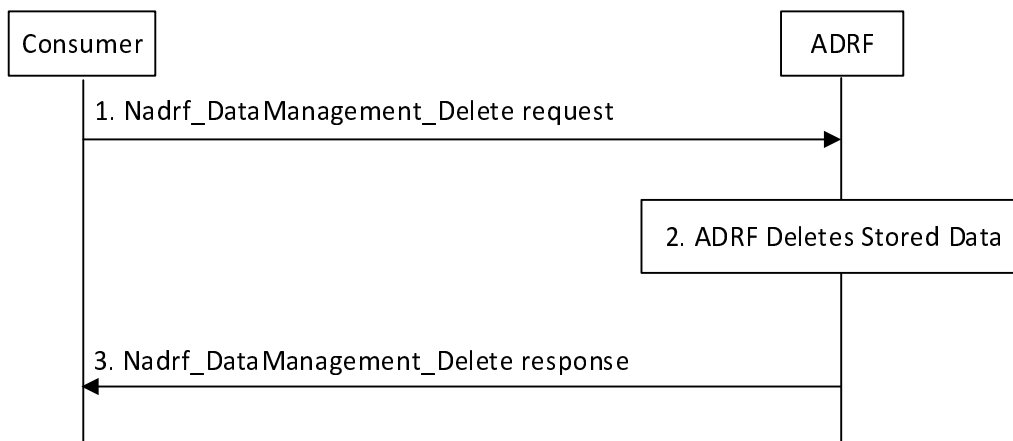 Consumer
ADRF
1. Nadrf_DataManagement_Delete request
2. ADRF Deletes Stored Data
3. Nadrf_DataManagement_Delete response